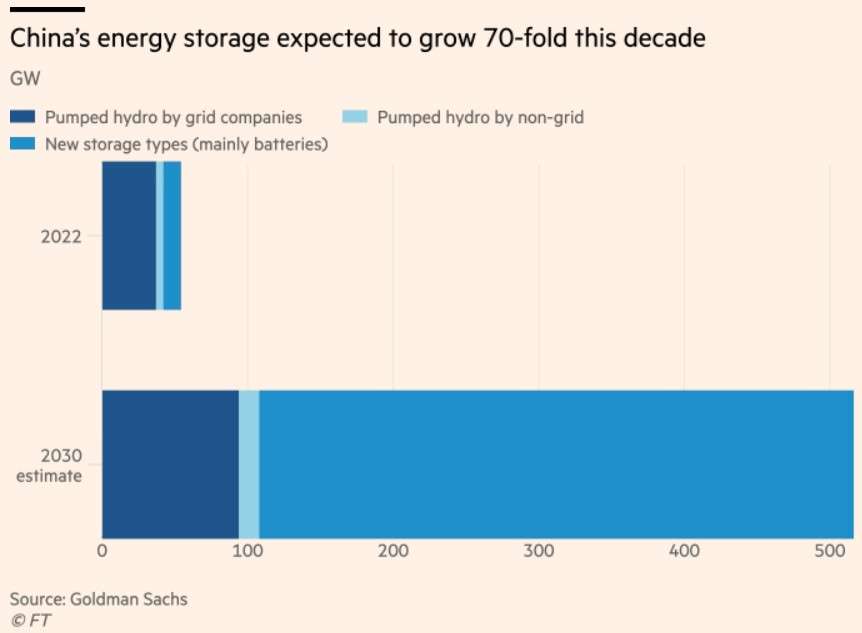 China’s energy storage expected to grow 70-fold this decade
GW
Pumped hydro by grid companies
Pumped hydro by non-grid
New storage types (mainly batteries)
2022
2030
estimate
0
100
200
300
400
500
Source: Goldman Sachs
© FT